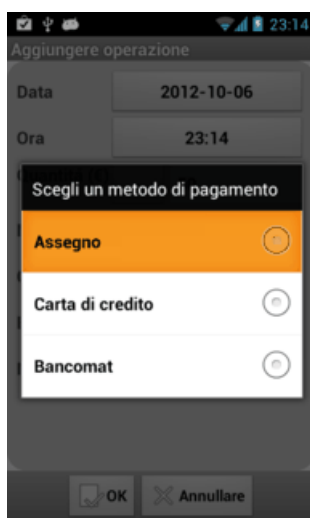 23:14
Aggiungere operazione
Data
2012-10-06
Ora
23:14
Scegli un metodo di pagamento
Assegno
Carta di credito
Bancomat
OK
Annullare